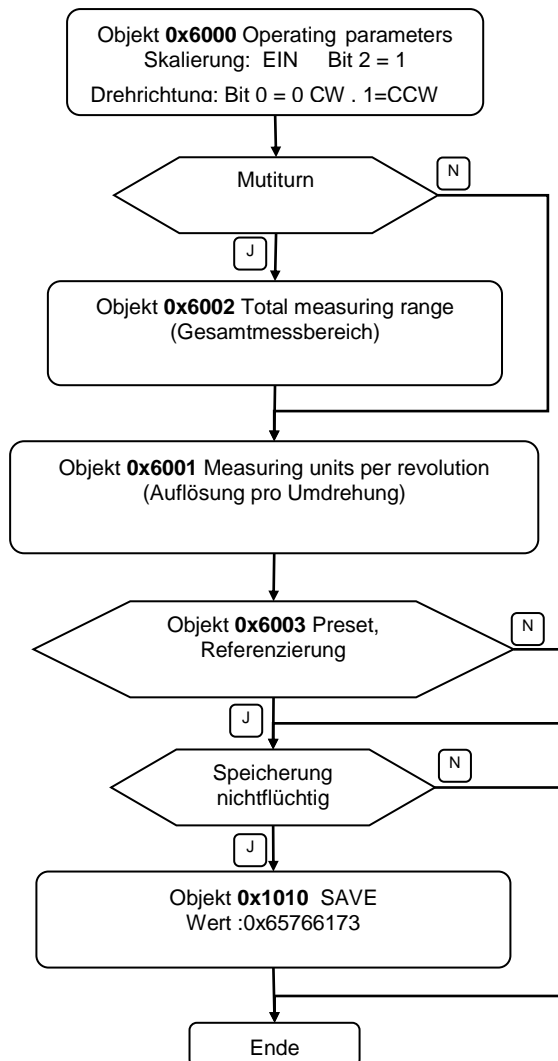 Objekt 0x6000 Operating parameters
Skalierung: EIN Bit 2 = 1
Drehrichtung: Bit 0 = 0 CW . 1=CCW
Mutiturn
N
J
Objekt 0x6002 Total measuring range
(Gesamtmessbereich)
Objekt 0x6001 Measuring units per revolution
(Auflösung pro Umdrehung)
Objekt 0x6003 Preset,
Referenzierung
N
J
Speicherung
nichtflüchtig
N
J
Objekt 0x1010 SAVE
Wert :0x65766173
Ende